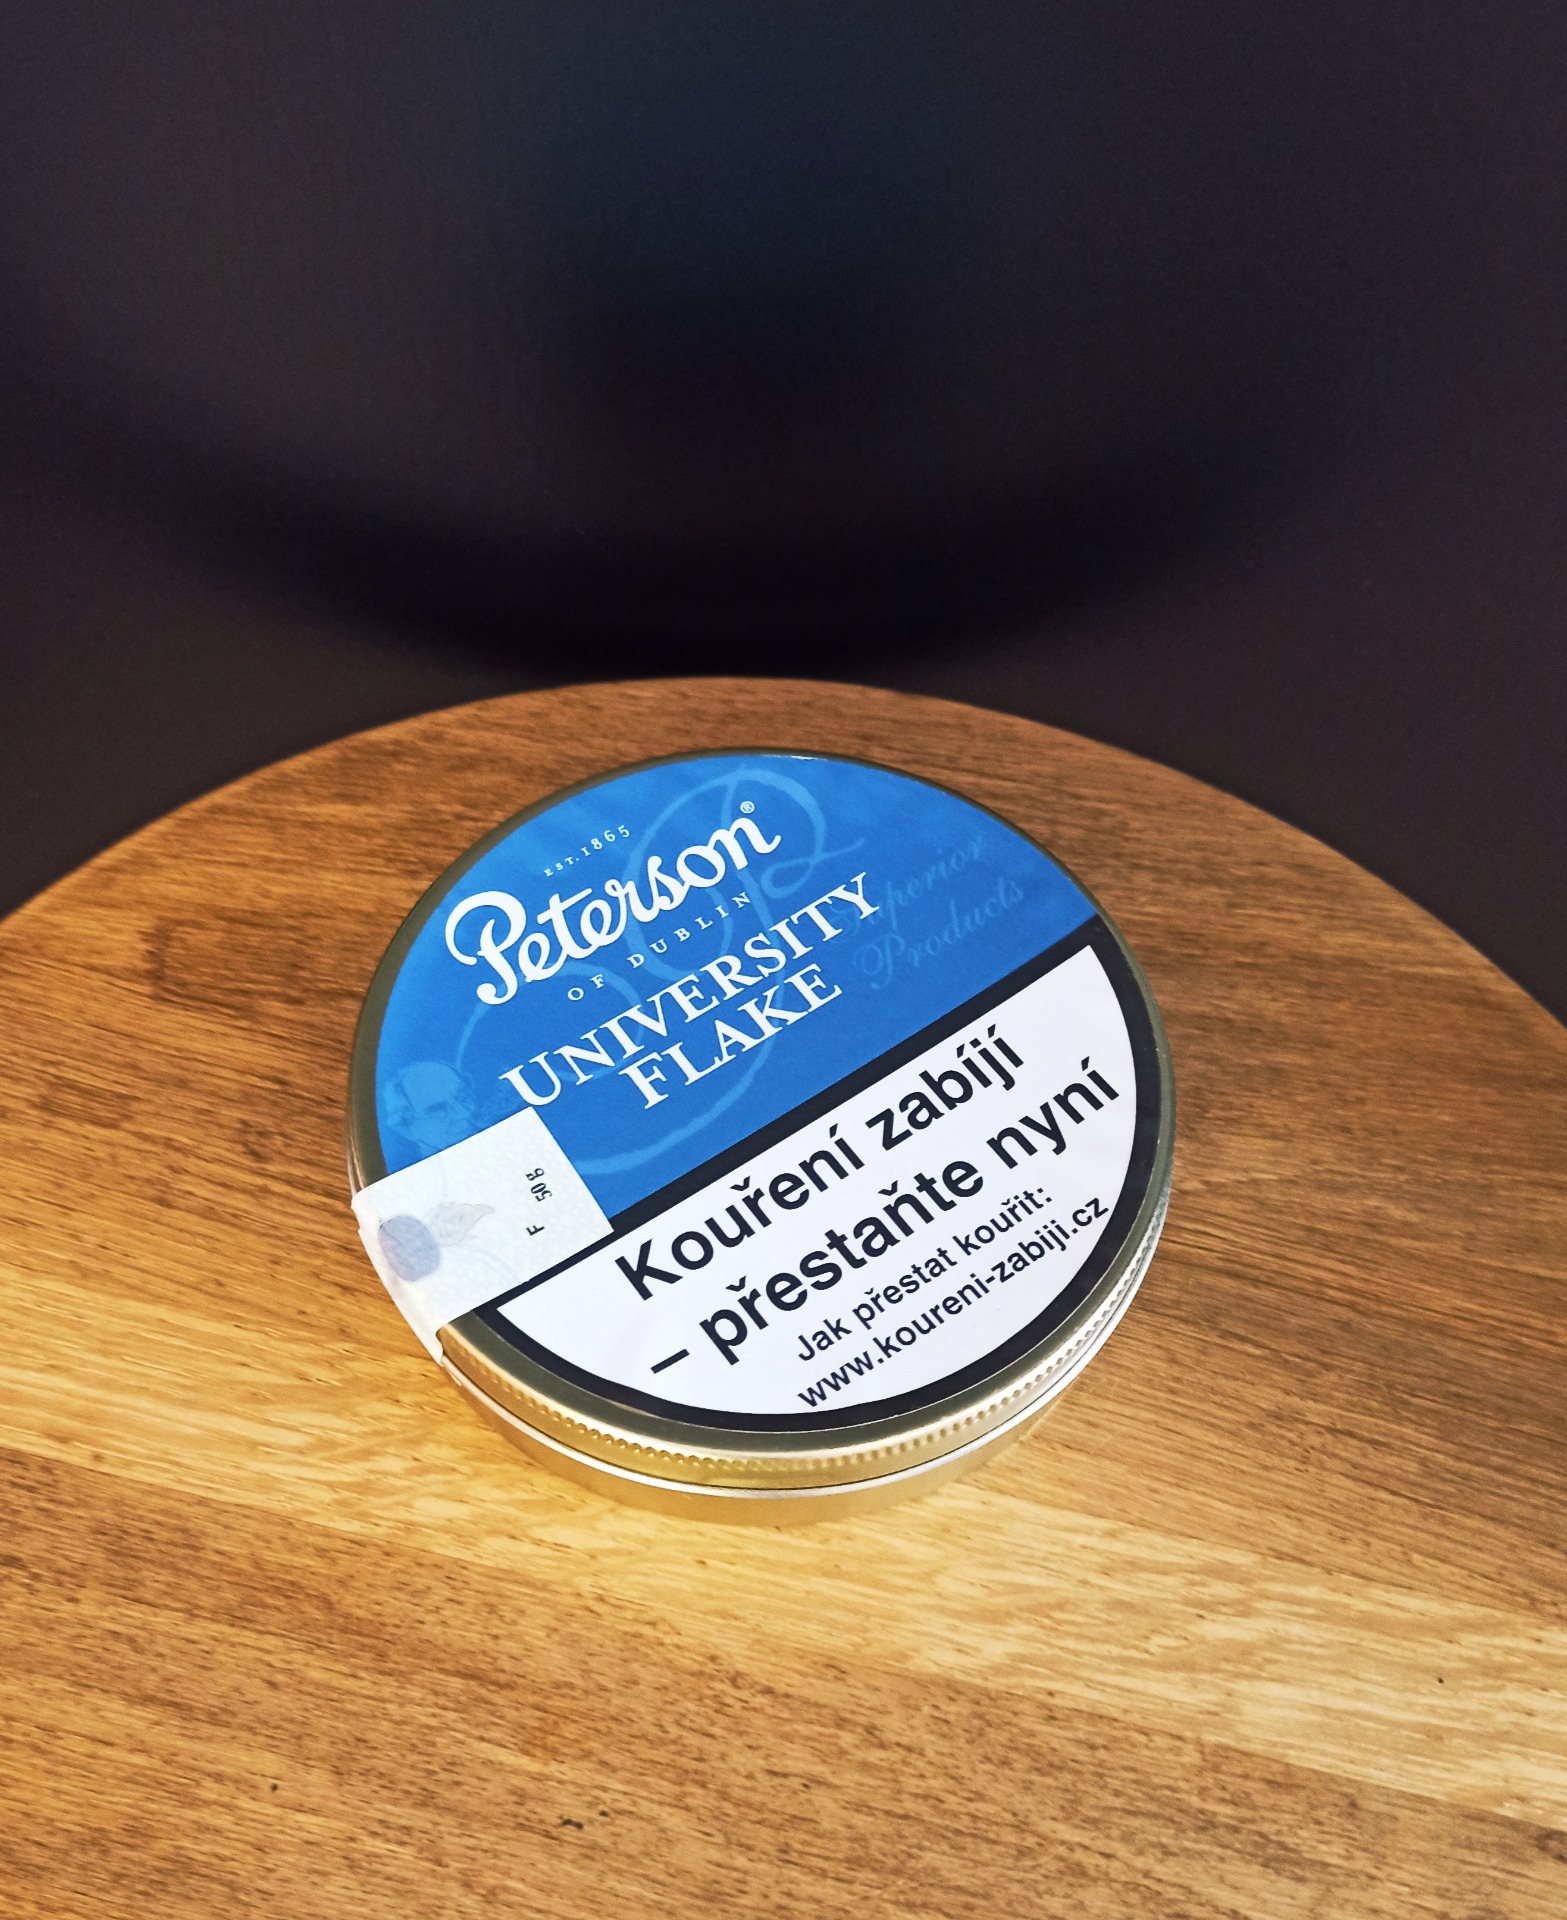 EST. 1865
Peterson®
OF DUBLIN
UNIVERSITY
FLAKE
Superior
Products
F 50 Б
Kouření zabíjí
– přestaňte nyní
Jak přestat kouřit:
www.koureni-zabiji.cz